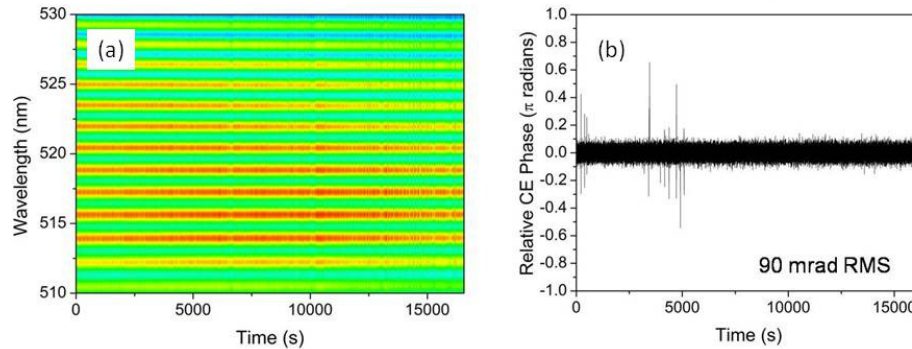 (a)
Wavelength (nm)
530
525
520
515
510
0 5000 10000 15000
Time (s)
(b)
Relative CE Phase (π radians)
1.0
0.8
0.6
0.4
0.2
0.0
-0.2
-0.4
-0.6
-0.8
-1.0
90 mrad RMS
0 5000 10000 15000
Time (s)